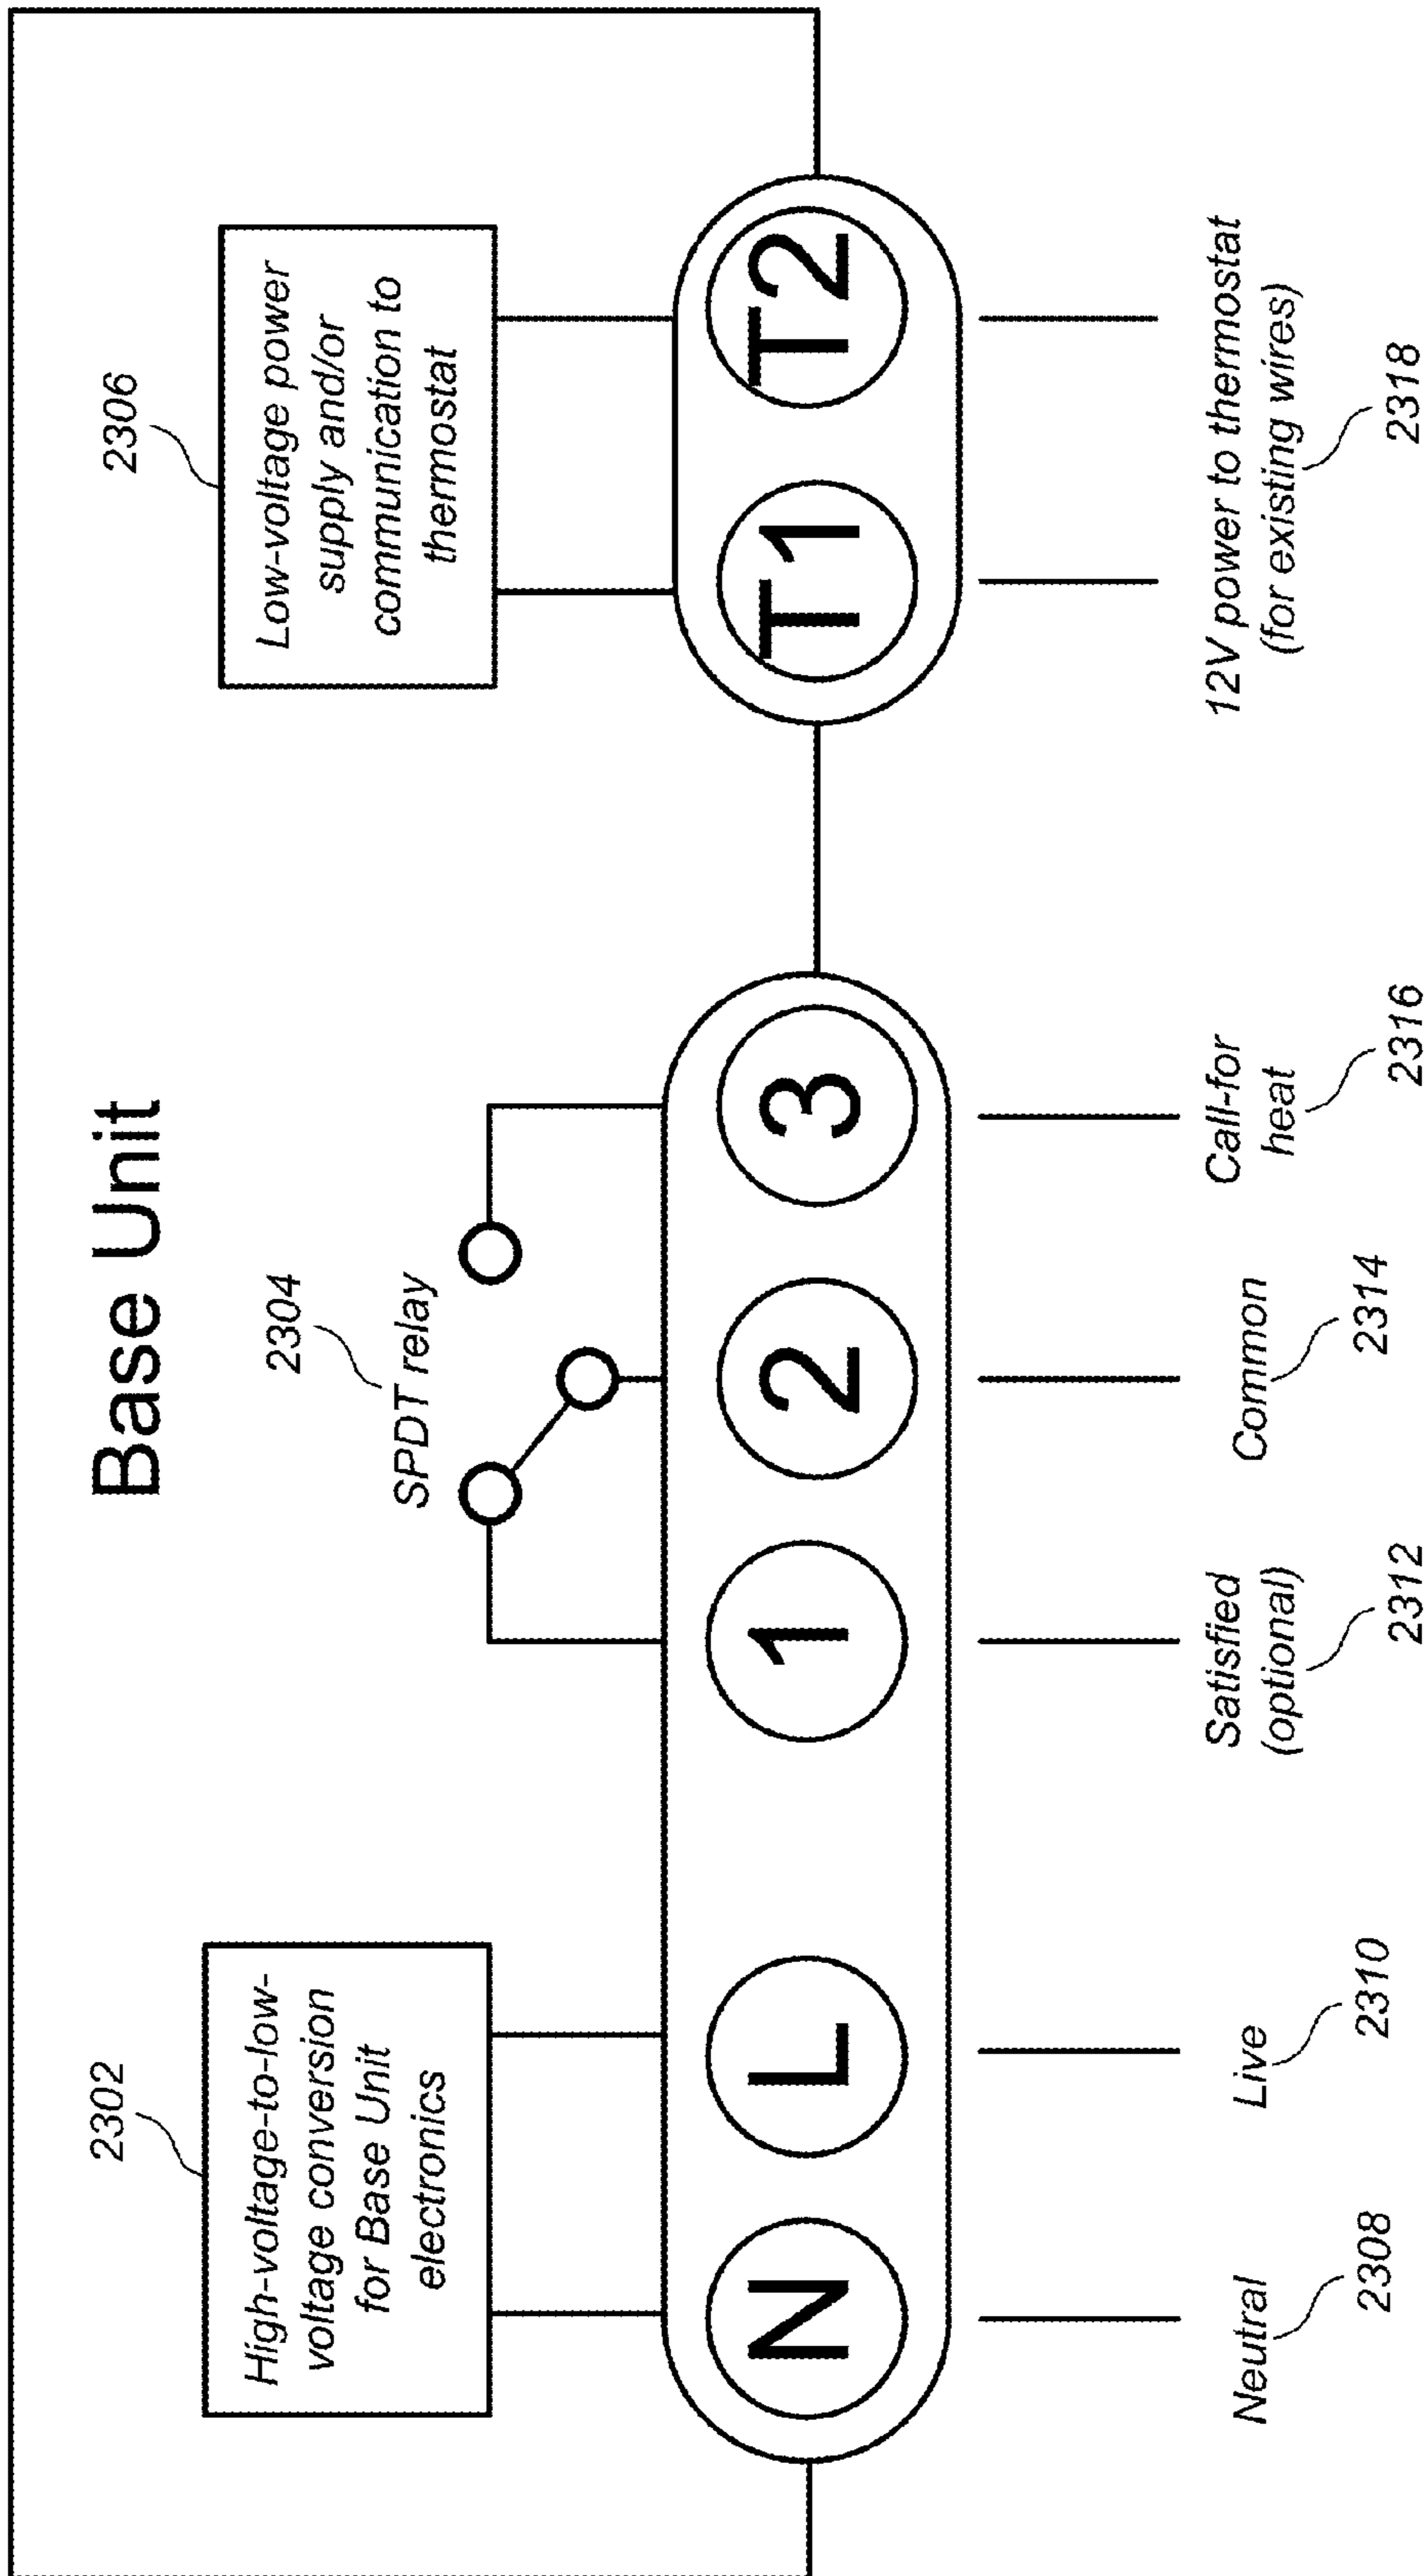 Base Unit
2302
High-voltage-to-low-
voltage conversion
for Base Unit
electronics
2304
SPDT relay
2306
Low-voltage power
supply and/or
communication to
thermostat
N
L
1
2
3
T1
T2
Neutral
2308
Live
2310
Satisfied
(optional)
2312
Common
2314
Call-for
heat
2316
12V power to thermostat
(for existing wires)
2318